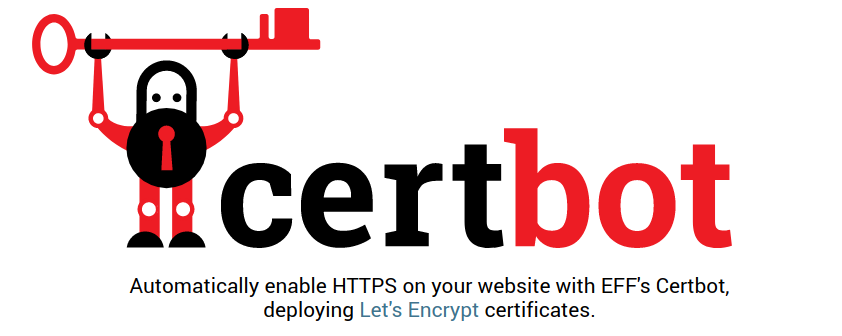 certbot
Automatically enable HTTPS on your website with EFF's Certbot,
deploying Let's Encrypt certificates.